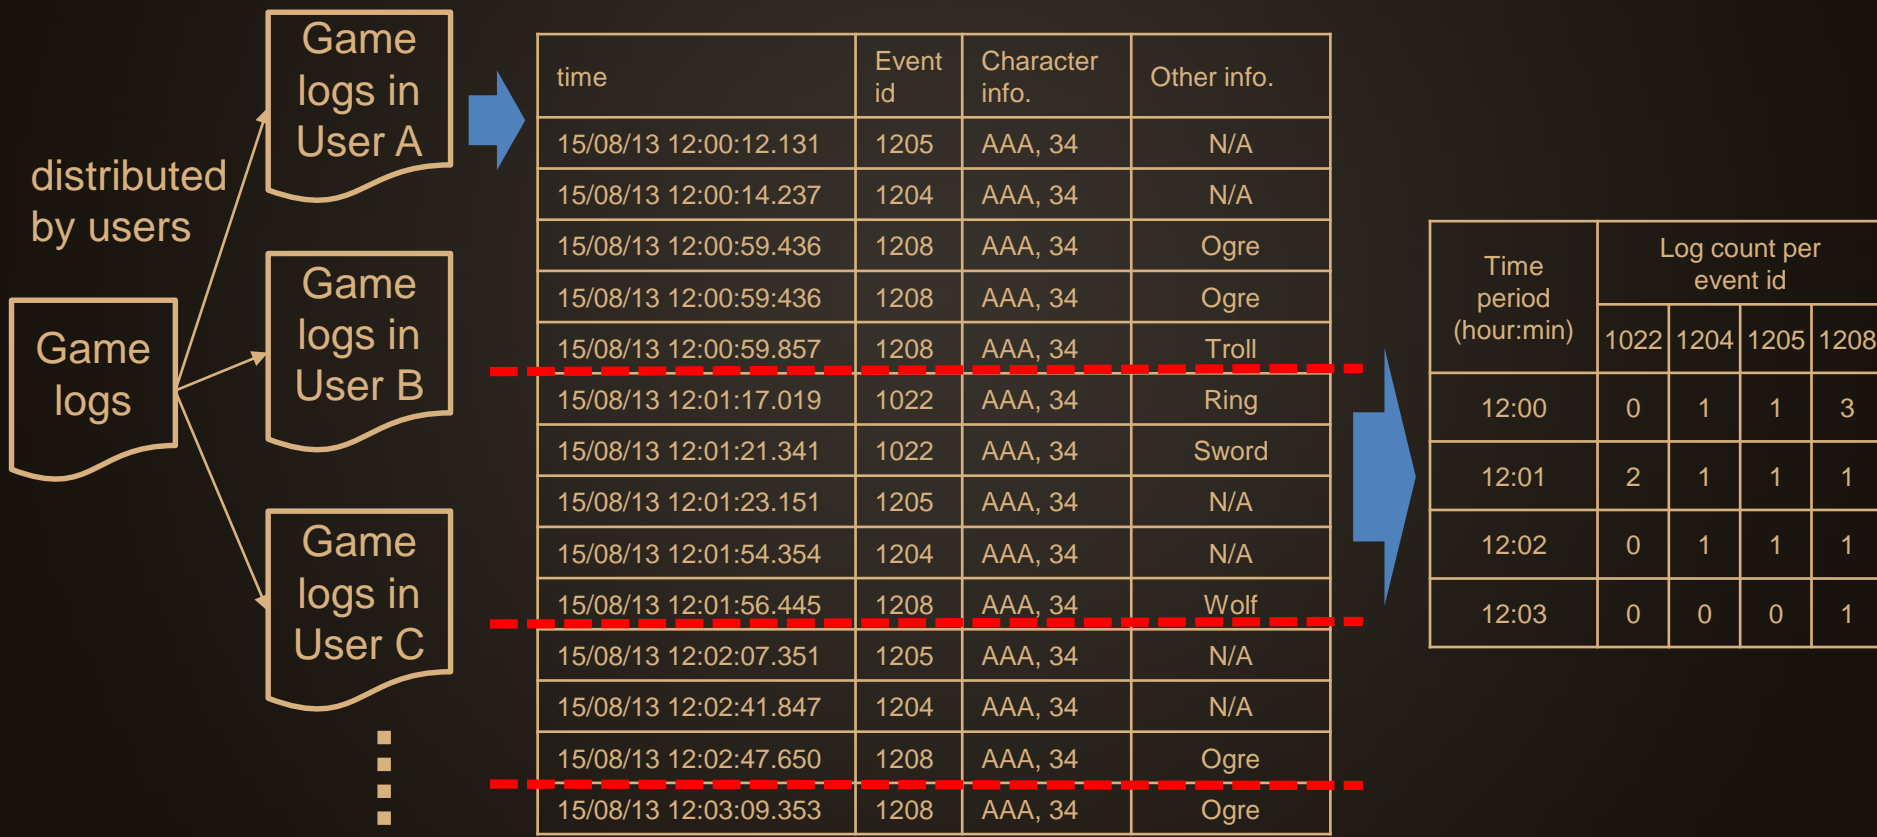 distributed
by users
Game
logs
Game
logs in
User A
Game
logs in
User B
Game
logs in
User C
time Event id Character info. Other info.
15/08/13 12:00:12.131 1205 AAA, 34 N/A
15/08/13 12:00:14.237 1204 AAA, 34 N/A
15/08/13 12:00:59.436 1208 AAA, 34 Ogre
15/08/13 12:00:59:436 1208 AAA, 34 Ogre
15/08/13 12:00:59.857 1208 AAA, 34 Troll
15/08/13 12:01:17.019 1022 AAA, 34 Ring
15/08/13 12:01:21.341 1022 AAA, 34 Sword
15/08/13 12:01:23.151 1205 AAA, 34 N/A
15/08/13 12:01:54.354 1204 AAA, 34 N/A
15/08/13 12:01:56.445 1208 AAA, 34 Wolf
15/08/13 12:02:07.351 1205 AAA, 34 N/A
15/08/13 12:02:41.847 1204 AAA, 34 N/A
15/08/13 12:02:47.650 1208 AAA, 34 Ogre
15/08/13 12:03:09.353 1208 AAA, 34 Ogre
Time
period
(hour:min)
Log count per
event id
1022 1204 1205 1208
12:00 0 1 1 3
12:01 2 1 1 1
12:02 0 1 1 1
12:03 0 0 0 1